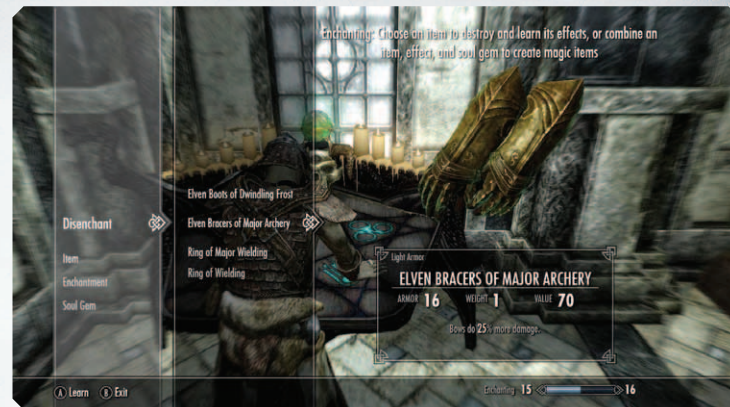 Enchanting: Choose an item to destroy and learn its effects, or combine an
item, effect, and soul gem to create magic items
Disenchant
Item
Enchantment
Soul Gem
Elven Boots of Dwindling Frost
Elven Bracers of Major Archery
Ring of Major Wielding
Ring of Wielding
Light Armor
ELVEN BRACERS OF MAJOR ARCHERY
ARMOR 16 WEIGHT 1 VALUE 70
Bows do 25% more damage.
A Learn B Exit
Enchanting 15 16